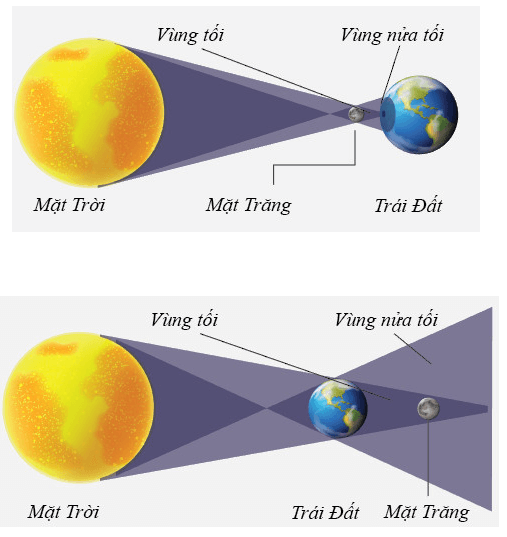 Vùng tối
Vùng nửa tối
Mặt Trời
Mặt Trăng
Trái Đất
Vùng tối
Vùng nửa tối
Mặt Trời
Trái Đất
Mặt Trăng